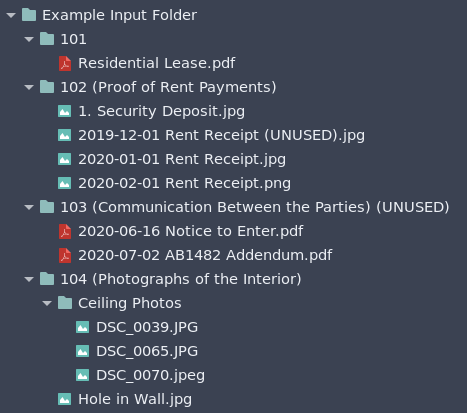 Example Input Folder
101
Residential Lease.pdf
102 (Proof of Rent Payments)
1. Security Deposit.jpg
2019-12-01 Rent Receipt (UNUSED).jpg
2020-01-01 Rent Receipt.jpg
2020-02-01 Rent Receipt.png
103 (Communication Between the Parties) (UNUSED)
2020-06-16 Notice to Enter.pdf
2020-07-02 AB1482 Addendum.pdf
104 (Photographs of the Interior)
Ceiling Photos
DSC_0039.JPG
DSC_0065.JPG
DSC_0070.jpeg
Hole in Wall.jpg